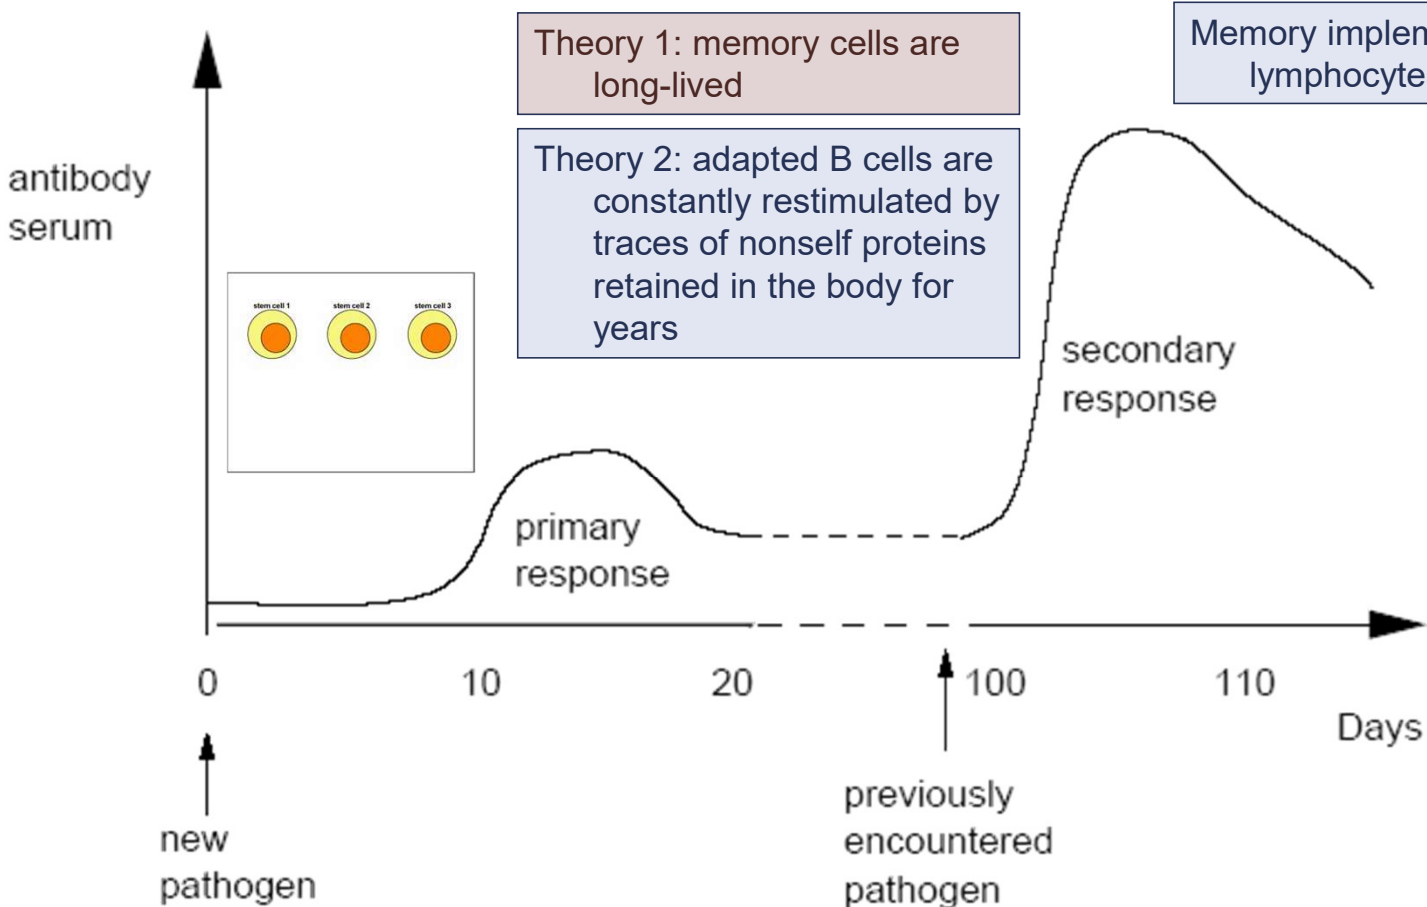 Theory 1: memory cells are
long-lived
Memory
lymphocyte
Theory 2: adapted B cells are
constantly restimulated by
traces of nonself proteins
retained in the body for
years
antibody
serum
stem cell 1 stem cell 2 stem cell 3
secondary
response
primary
response
0 10 20 100 110
Days
new
pathogen
previously
encountered
pathogen